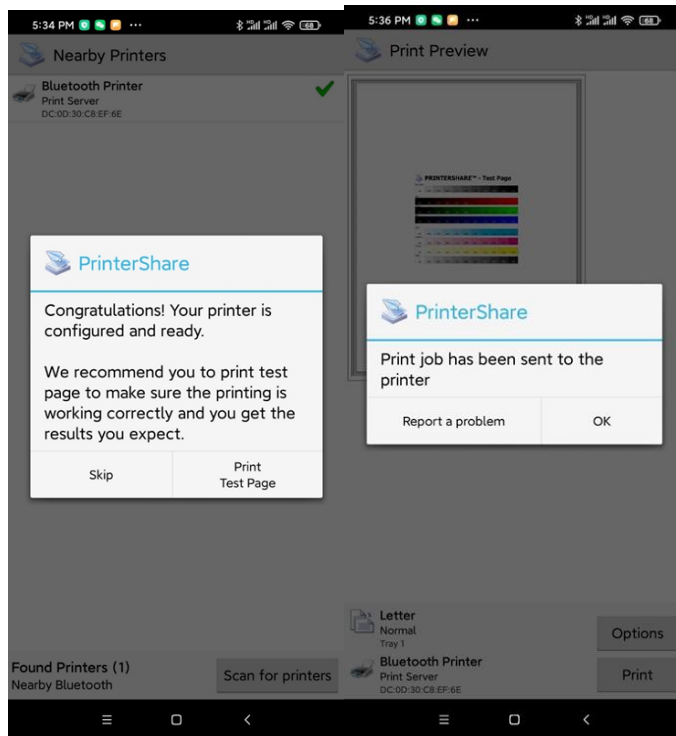 5:34 PM
68
Nearby Printers
Bluetooth Printer
Print Server
DC:0D:30:C8:EF:6E
PrinterShare
Congratulations! Your printer is
configured and ready.
We recommend you to print test
page to make sure the printing is
working correctly and you get the
results you expect.
Skip
Print
Test Page
Found Printers (1)
Nearby Bluetooth
Scan for printers
5:36 PM
68
Print Preview
PRINTERSHARE™ - Test Page
PrinterShare
Print job has been sent to the
printer
Report a problem
OK
Letter
Normal
Tray 1
Options
Bluetooth Printer
Print Server
DC:0D:30:C8:EF:6E
Print